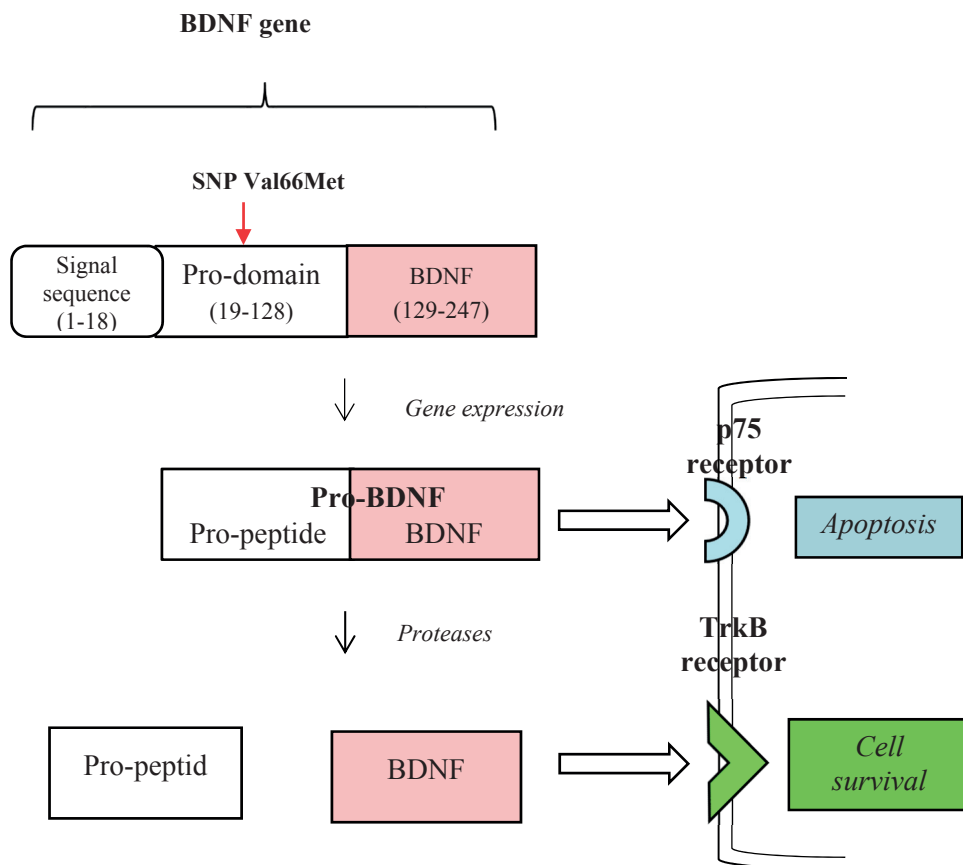 BDNF gene
SNP Val66Met
Signal
sequence
(1-18)
Pro-domain
(19-128)
BDNF
(129-247)
Gene expression
p75
receptor
Pro-BDNF
Pro-peptide
BDNF
Apoptosis
Proteases
TrkB
receptor
Pro-peptid
BDNF
Cell
survival